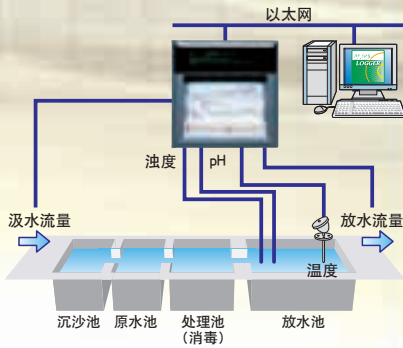 以太网
LOGGER
浊度 pH
汲水流量
放水流量
温度
沉沙池 原水池 处理池 放水池
(消毒)